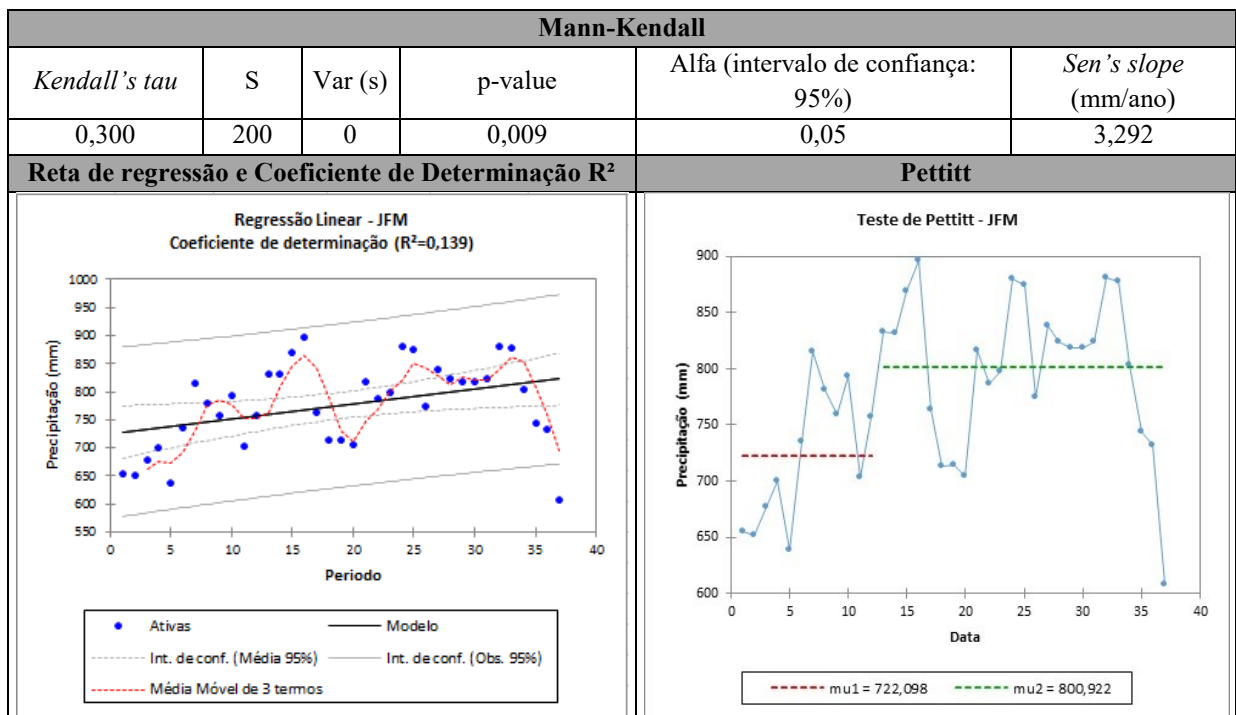 Mann-Kendall
Kendall's tau S Var (s) p-value Alfa (intervalo de confiança: 95%) Sen's slope (mm/ano)
0,300 200 0 0,009 0,05 3,292
Reta de regressão e Coeficiente de Determinação R² Pettitt
Regressão Linear - JFM
Coeficiente de determinação (R²=0,139)
Precipitação (mm)
1000
950
900
850
800
750
700
650
600
550
0 5 10 15 20 25 30 35 40
Periodo
Ativas Modelo
Int. de conf. (Média 95%) Int. de conf. (Obs. 95%)
Média Móvel de 3 termos
Teste de Pettitt - JFM
Precipitação (mm)
900
850
800
750
700
650
600
0 5 10 15 20 25 30 35 40
Data
mu1 = 722,098 mu2 = 800,922